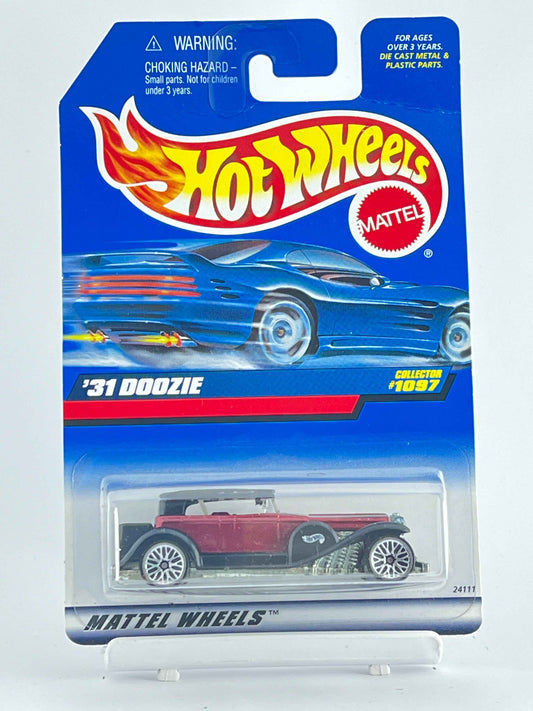 WARNING:
CHOKING HAZARD –
Small parts. Not for children
under 3 years.
FOR AGES
OVER 3 YEARS.
DIE CAST METAL &
PLASTIC PARTS.
HOT WHEELS
MATTEL
®
'31 DOOZIE
COLLECTOR
#1097
24111
MATTEL WHEELS™